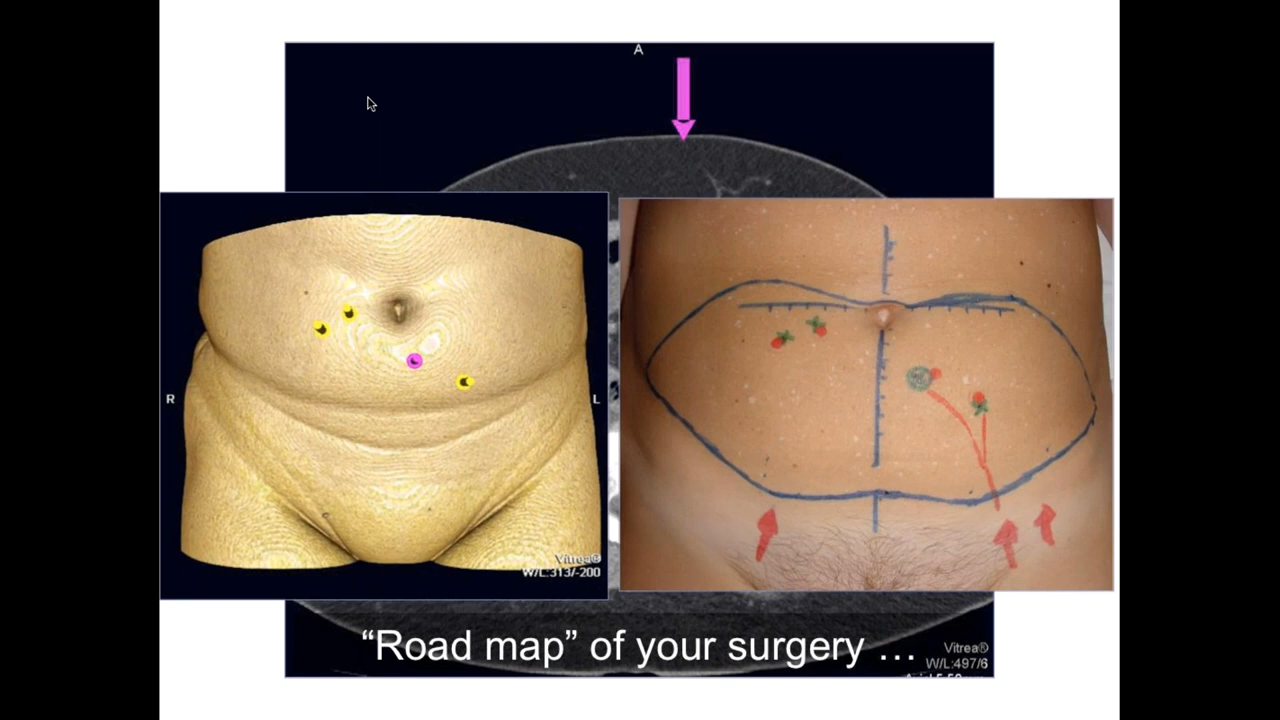 A
R
L
Vitrea®
W/L:313/-200
“Road map” of your surgery …
Vitrea®
W/L:497/6